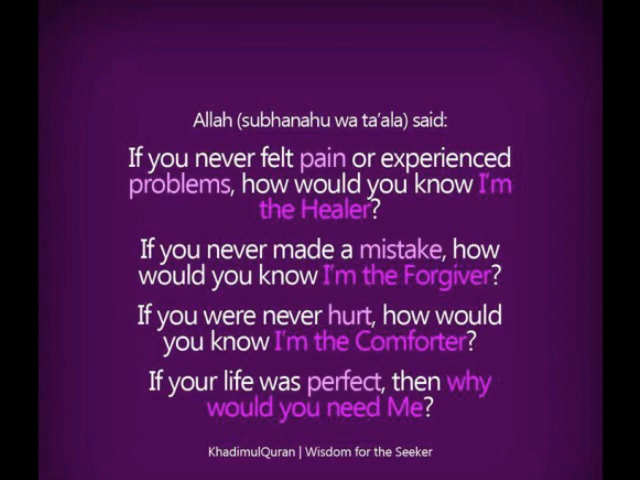 Allah (subhanahu wa ta'ala) said:
If you never felt pain or experienced
problems, how would you know I'm
the Healer?
If you never made a mistake, how
would you know I'm the Forgiver?
If you were never hurt, how would
you know I'm the Comforter?
If your life was perfect, then why
would you need Me?
KhadimulQuran | Wisdom for the Seeker